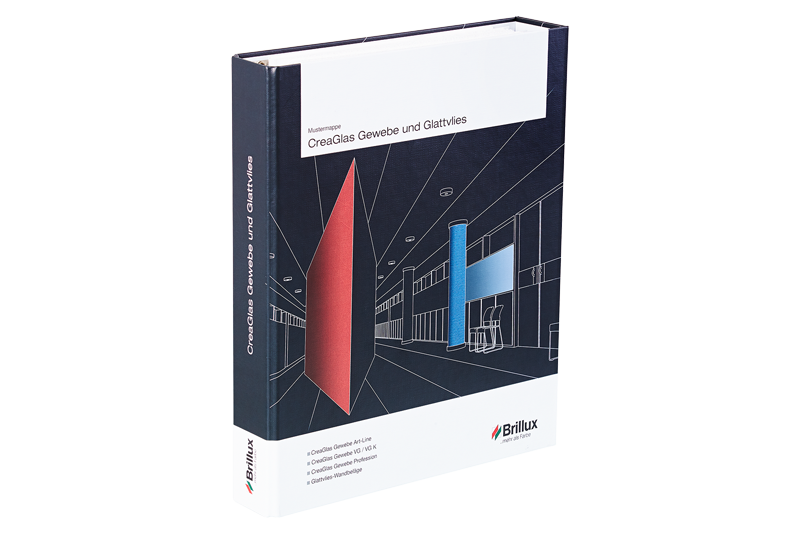 Mustermappe
CreaGlas Gewebe und Glattvlies
CreaGlas Gewebe und Glattvlies
CreaGlas Gewebe Art-Line
CreaGlas Gewebe VG / VG K
CreaGlas Gewebe Profession
Glattvlies-Wandbeläge
Brillux
..mehr als Farbe
Brillux